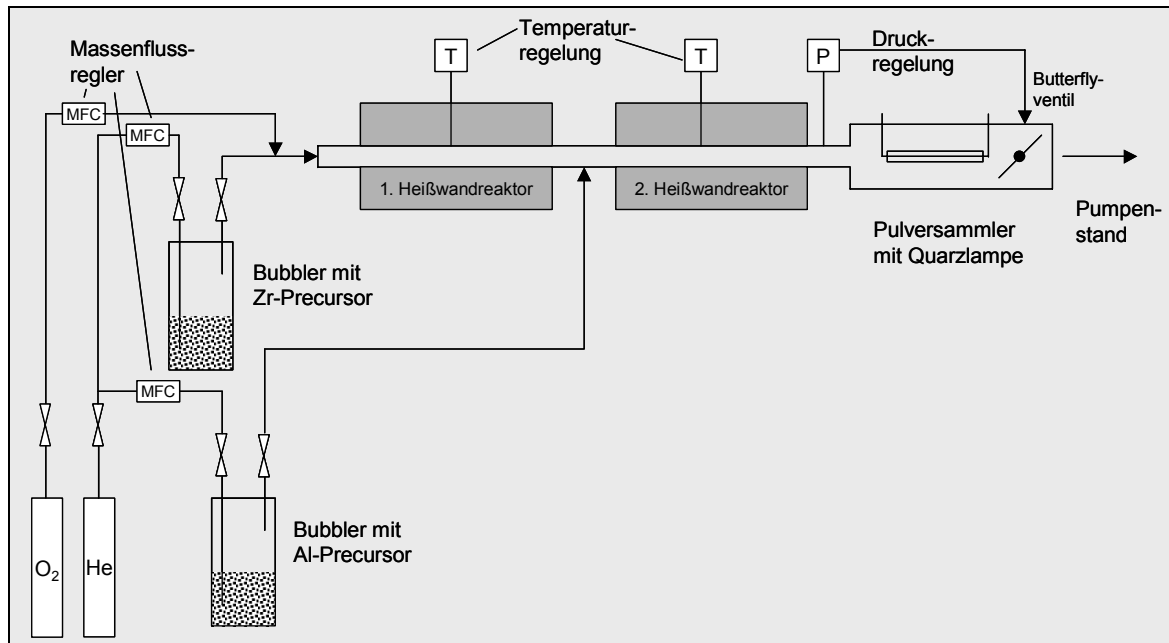 Massenfluss-
regler
MFC
MFC
Temperatur-
regelung
T
T
P
Druck-
regelung
Butterfly-
ventil
1. Heißwandreaktor
2. Heißwandreaktor
Pulversammler
mit Quarzlampe
Pumpen-
stand
Bubbler mit
Zr-Precursor
MFC
Bubbler mit
Al-Precursor
O2
He